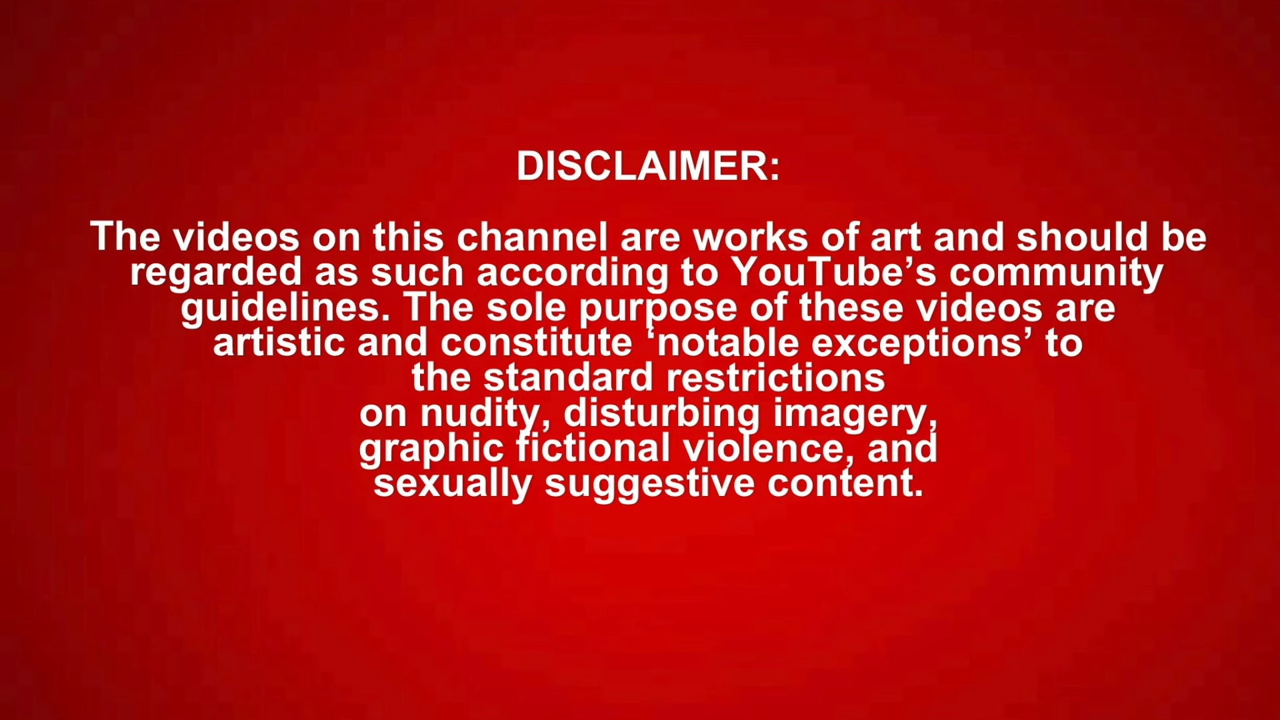 DISCLAIMER:
The videos on this channel are works of art and should be
regarded as such according to YouTube’s community
guidelines. The sole purpose of these videos are
artistic and constitute ‘notable exceptions’ to
the standard restrictions
on nudity, disturbing imagery,
graphic fictional violence, and
sexually suggestive content.